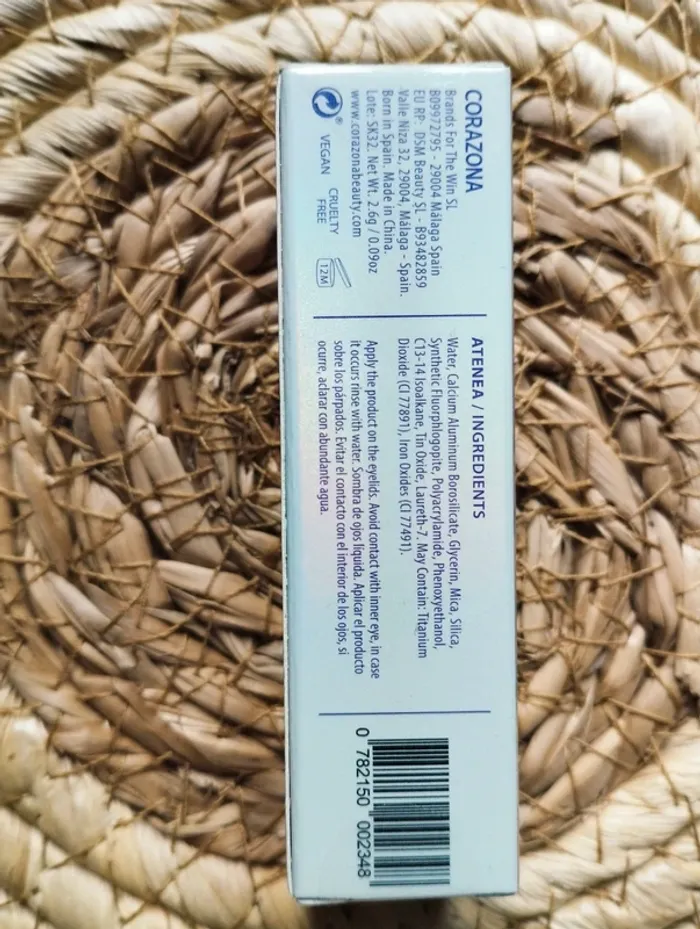 CORAZONA
Brands For The Win SL
B09972795 - 29004 Málaga Spain
EU RP: DSM Beauty SL - B93482859
Valle Niza 32, 29004, Málaga - Spain.
Born in Spain. Made in China.
Lote: SK32. Net Wt. 2.6g / 0.09oz
www.corazonabeauty.com
®
VEGAN
CRUELTY
FREE
12M
ATENEA / INGREDIENTS
Water, Calcium Aluminum Borosilicate, Glycerin, Mica, Silica,
Synthetic Fluorphlogopite, Polyacrylamide, Phenoxyethanol,
C13-14 Isoalkane, Tin Oxide, Laureth-7. May Contain: Titanium
Dioxide (CI 77891), Iron Oxides (CI 77491).
Apply the product on the eyelids. Avoid contact with inner eye, in case
it occurs rinse with water. Sombra de ojos líquida. Aplicar el producto
sobre los párpados. Evitar el contacto con el interior de los ojos, si
ocurre, aclarar con abundante agua.
0 782150 002348